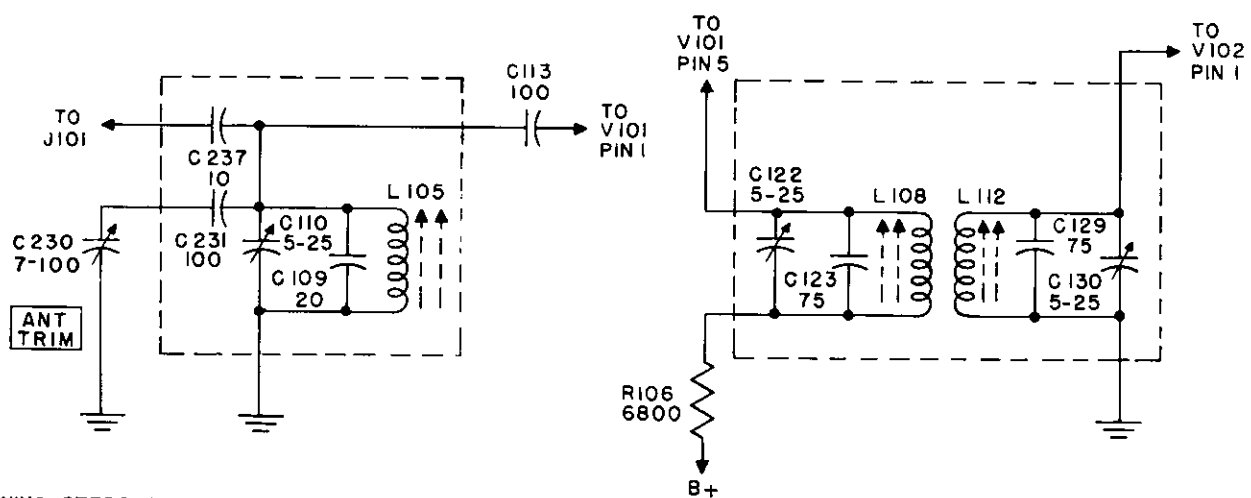 TO
J101
C237
10
C113
100
TO
V101
PIN 1
C230
7-100
C231
100
C110
5-25
C109
20
L105
ANT
TRIM
TO
V101
PIN 5
TO
V102
PIN 1
C122
5-25
L108
L112
C123
75
C129
75
C130
5-25
R106
6800
B+